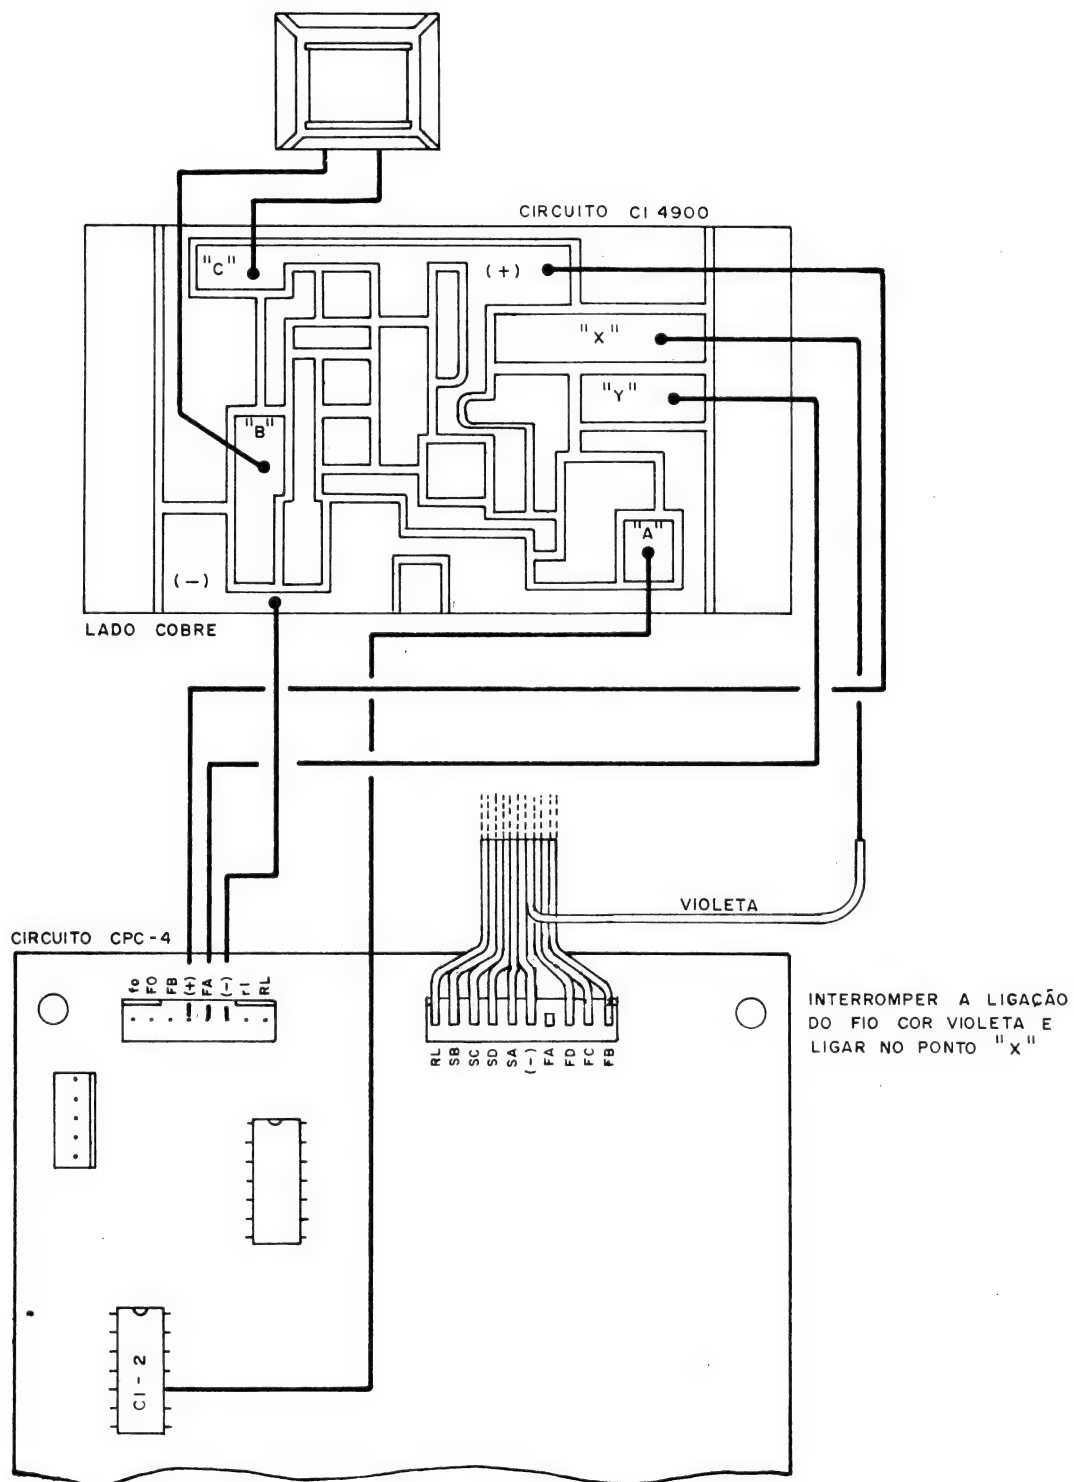 CIRCUITO CI 4900
"C"
(+)
"X"
"Y"
"B"
"A"
(-)
LADO COBRE
VIOLETA
CIRCUITO CPC-4
fo
FO
FB
(+)
FA
(-)
rl
RL
RL
SB
SC
SD
SA
(-)
FA
FD
FC
FB
INTERROMPER A LIGAÇÃO
DO FIO COR VIOLETA E
LIGAR NO PONTO "X"
CI-2